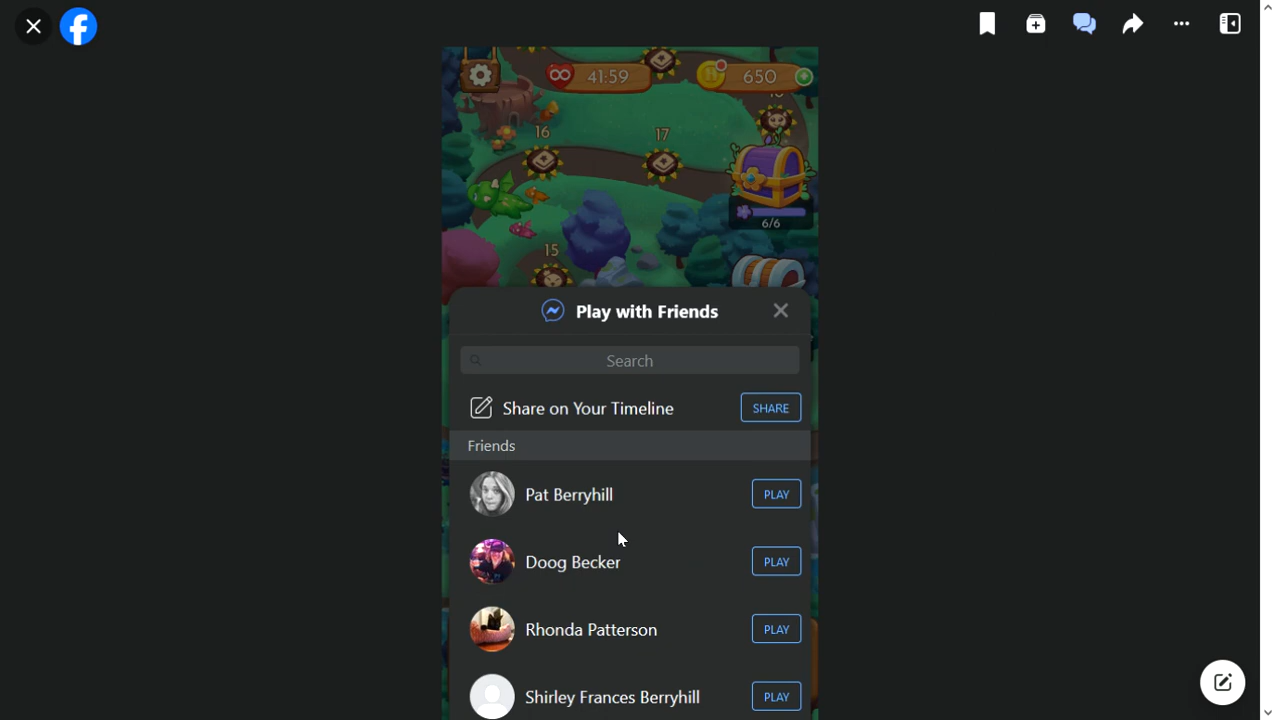 41:59
650
16
17
6/6
15
Play with Friends
Search
Share on Your Timeline
SHARE
Friends
Pat Berryhill
PLAY
Doog Becker
PLAY
Rhonda Patterson
PLAY
Shirley Frances Berryhill
PLAY